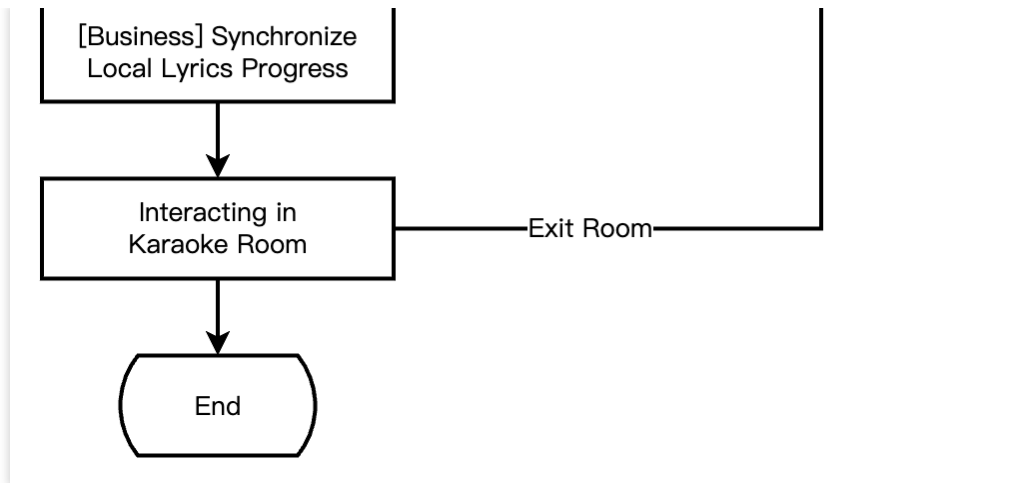 [Business] Synchronize
Local Lyrics Progress
Interacting in
Karaoke Room
Exit Room
End